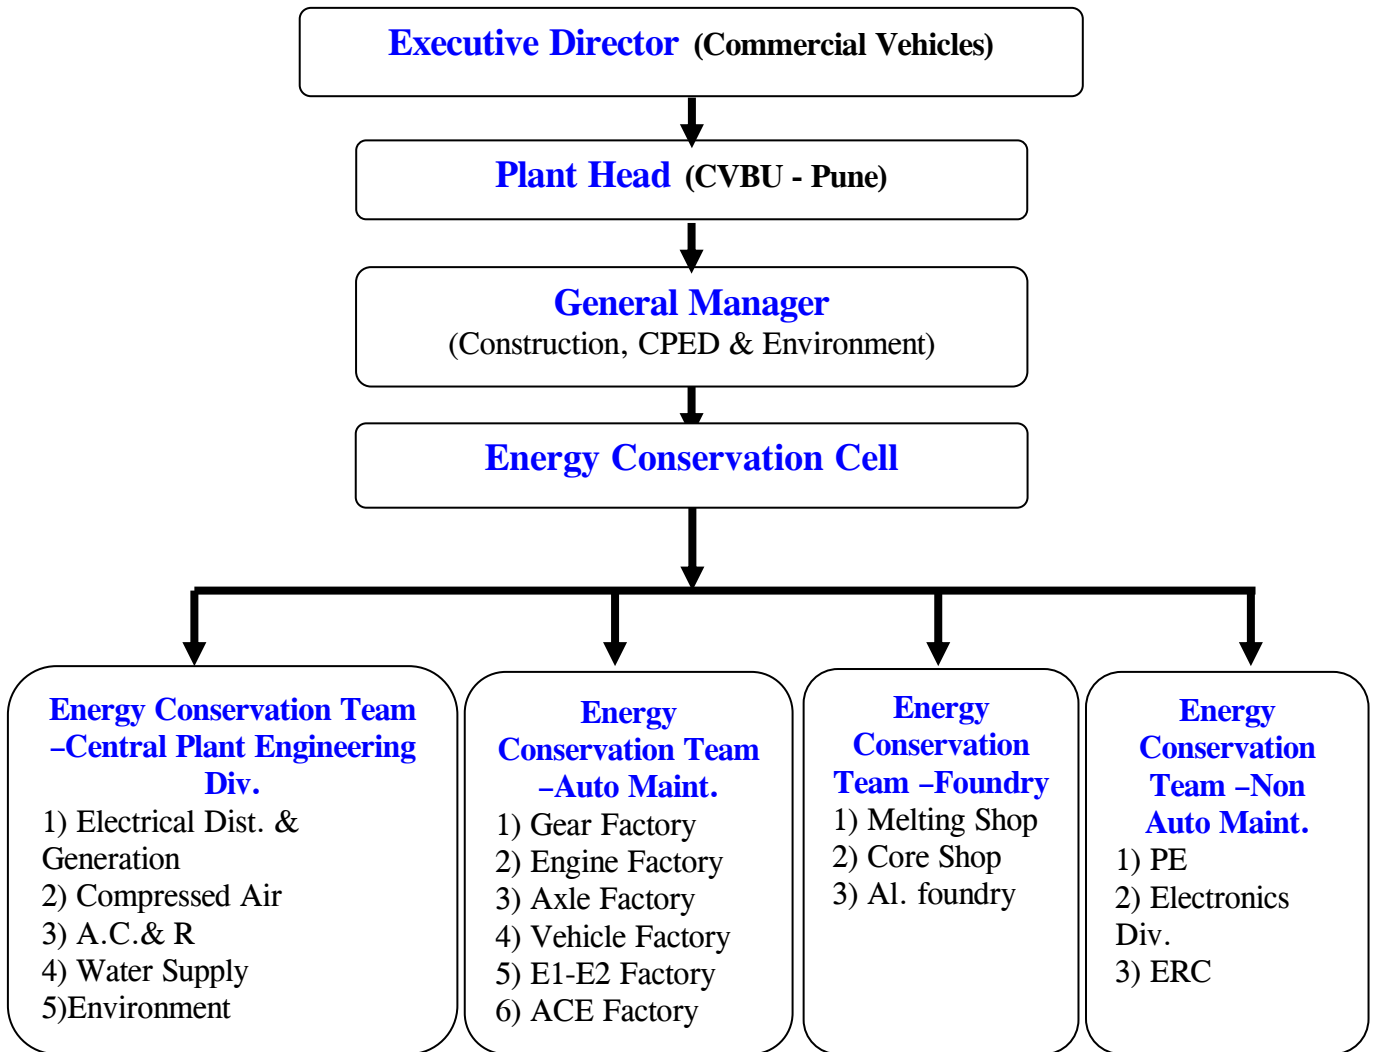 Executive Director (Commercial Vehicles)
Plant Head (CVBU - Pune)
General Manager
(Construction, CPED & Environment)
Energy Conservation Cell
Energy Conservation Team
–Central Plant Engineering
Div.
1) Electrical Dist. &
Generation
2) Compressed Air
3) A.C.& R
4) Water Supply
5)Environment
Energy
Conservation Team
–Auto Maint.
1) Gear Factory
2) Engine Factory
3) Axle Factory
4) Vehicle Factory
5) E1-E2 Factory
6) ACE Factory
Energy
Conservation
Team –Foundry
1) Melting Shop
2) Core Shop
3) Al. foundry
Energy
Conservation
Team –Non
Auto Maint.
1) PE
2) Electronics
Div.
3) ERC